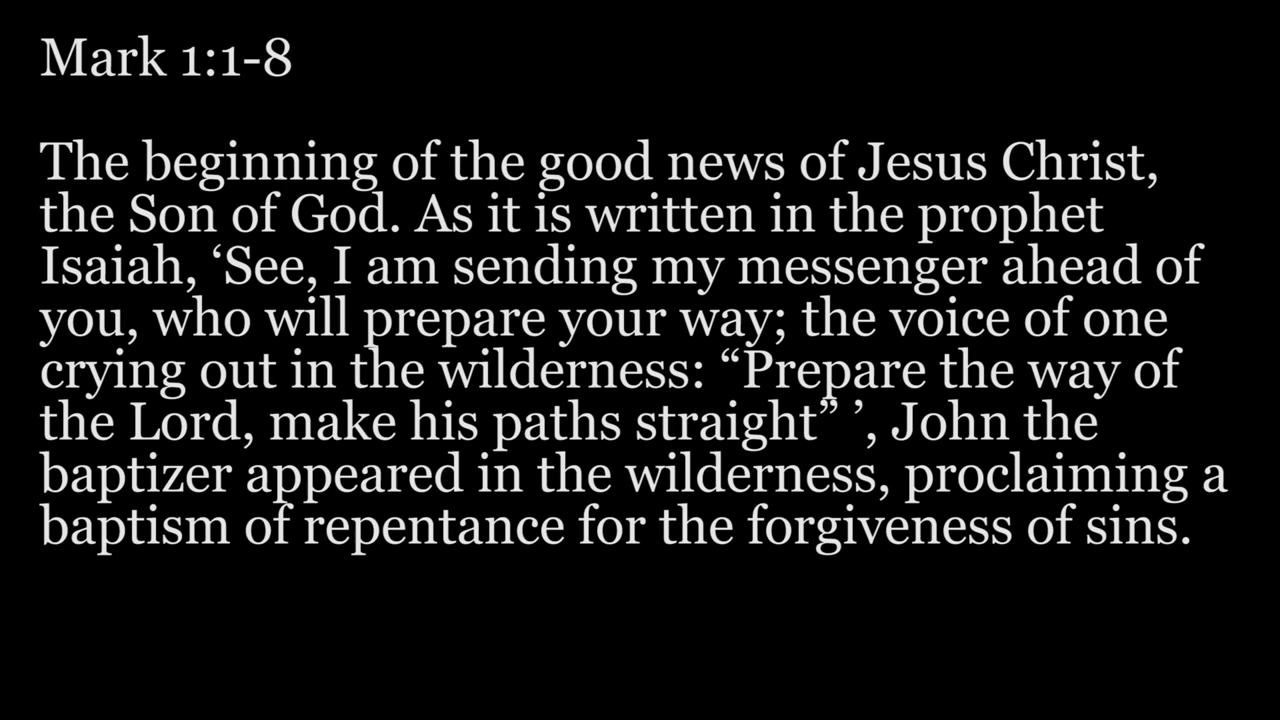 Mark 1:1-8
The beginning of the good news of Jesus Christ,
the Son of God. As it is written in the prophet
Isaiah, ‘See, I am sending my messenger ahead of
you, who will prepare your way; the voice of one
crying out in the wilderness: “Prepare the way of
the Lord, make his paths straight” ’, John the
baptizer appeared in the wilderness, proclaiming a
baptism of repentance for the forgiveness of sins.